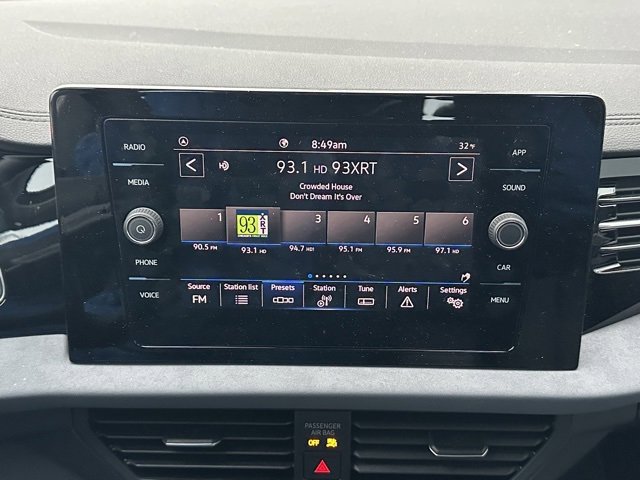 RADIO
MEDIA
PHONE
VOICE
8:49am
32 °F
93.1 HD 93XRT
Crowded House
Don't Dream It's Over
1
93 XRT
3
4
5
6
90.5 FM
93.1 HD
94.7 HD1
95.1 FM
95.9 FM
97.1 HD
Source
Station list
Presets
Station
Tune
Alerts
Settings
FM
APP
SOUND
CAR
MENU
PASSENGER
AIR BAG
OFF